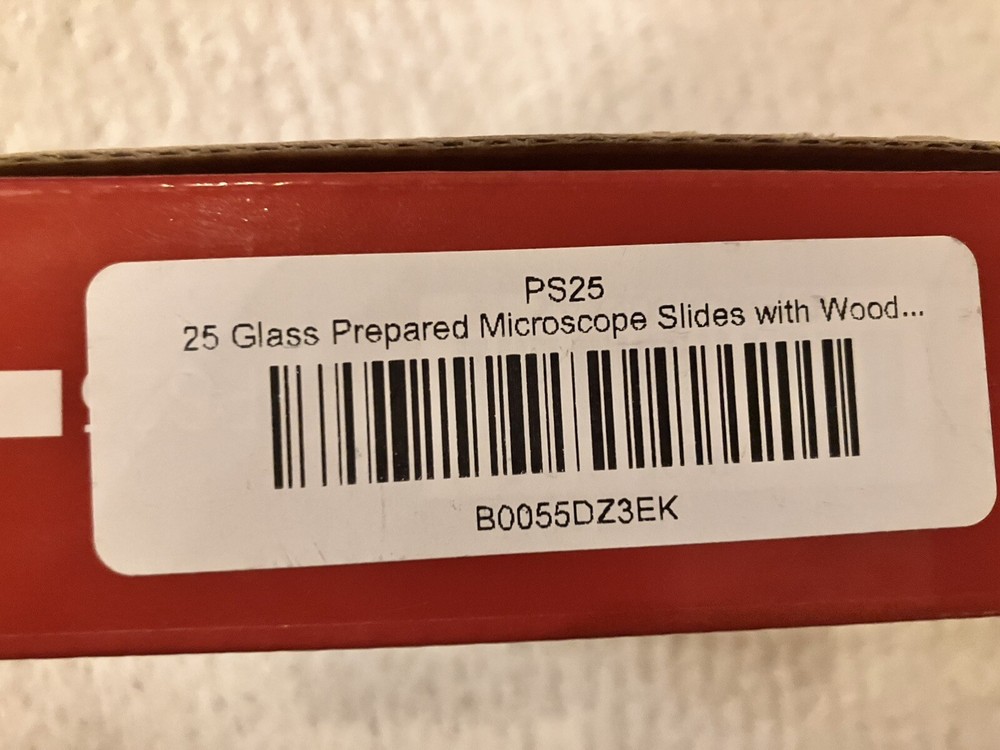 PS25
25 Glass Prepared Microscope Slides with Wood...
B0055DZ3EK